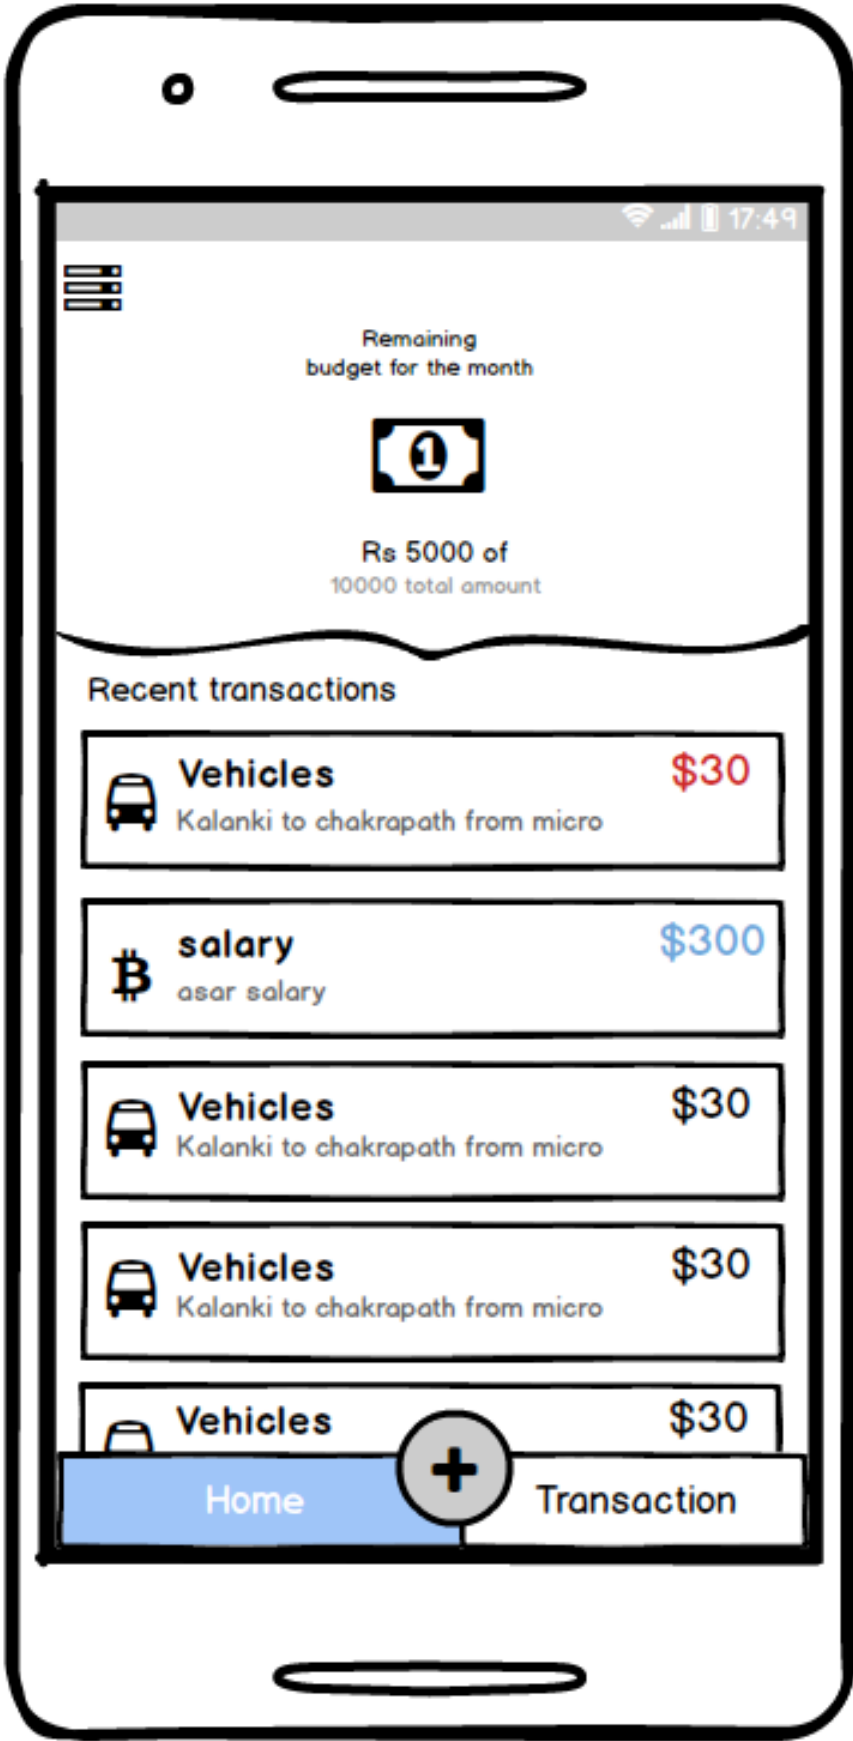 17:49
Remaining
budget for the month
1
Rs 5000 of
10000 total amount
Recent transactions
Vehicles $30
Kalanki to chakrapath from micro
salary $300
asar salary
Vehicles $30
Kalanki to chakrapath from micro
Vehicles $30
Kalanki to chakrapath from micro
Vehicles $30
Home + Transaction